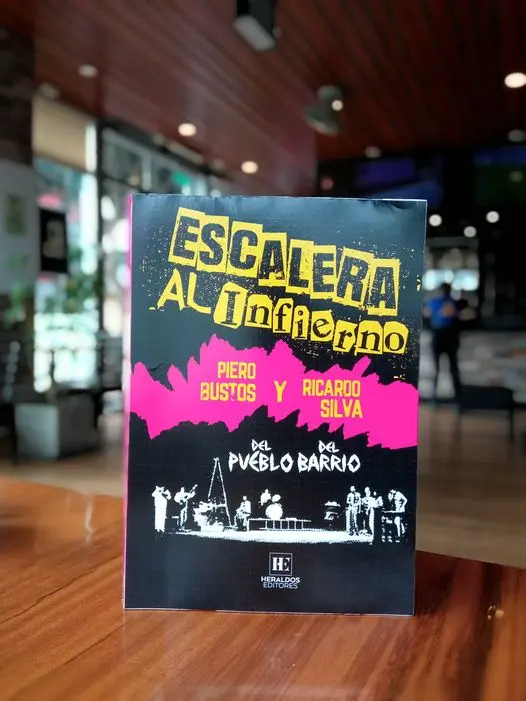 ESCALERA
AL Infierno
PIERO BUSTOS Y RICARDO SILVA
DEL PUEBLO DEL BARRIO
HE
HERALDOS
EDITORES